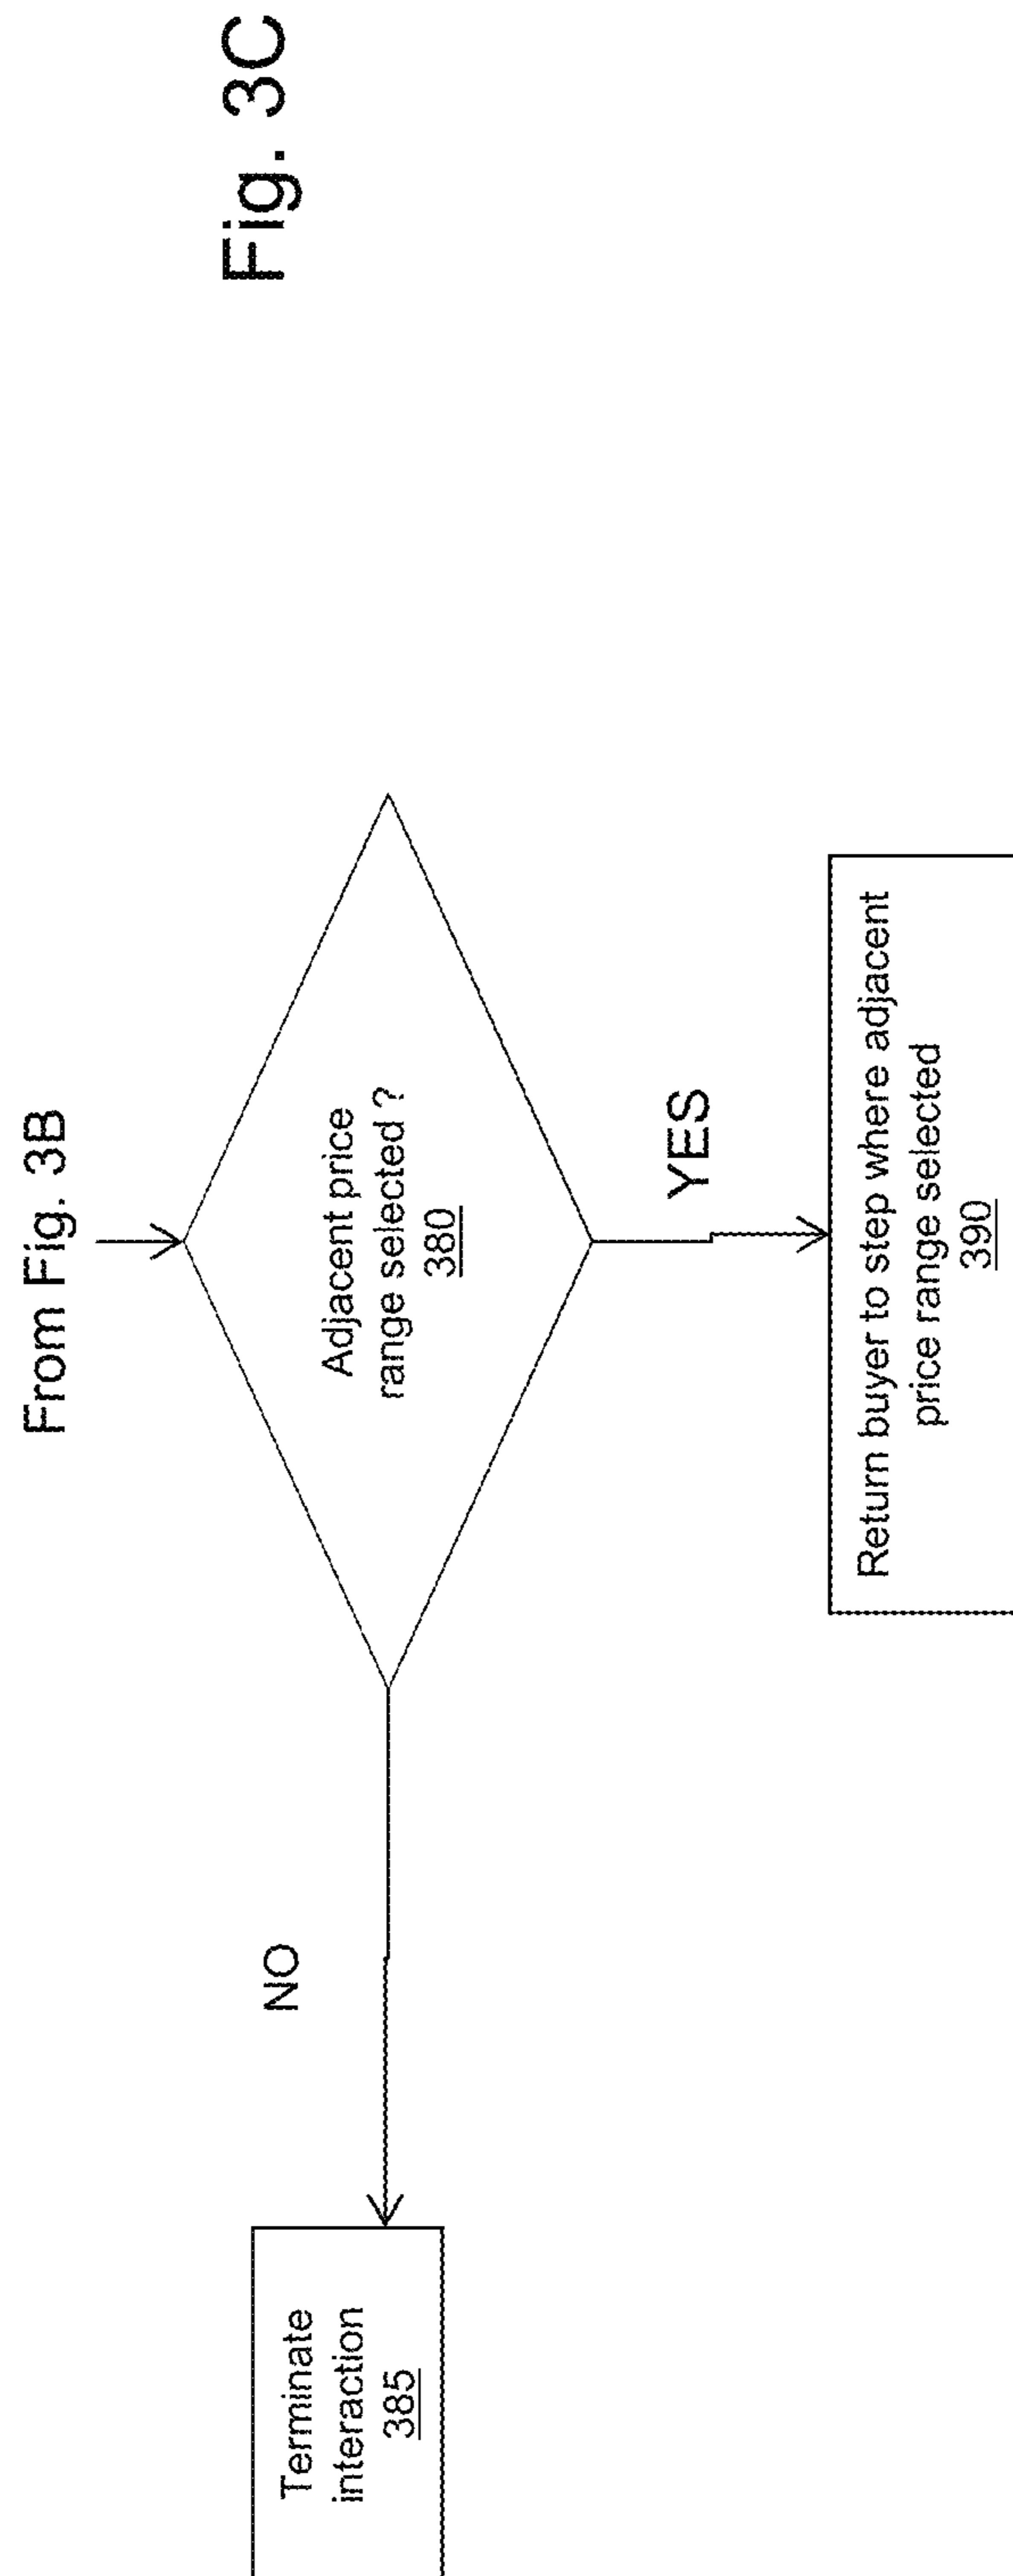 From Fig. 3B
Adjacent price
range selected ?
380
NO
YES
Terminate
interaction
385
Return buyer to step where adjacent
price range selected
390
Fig. 3C